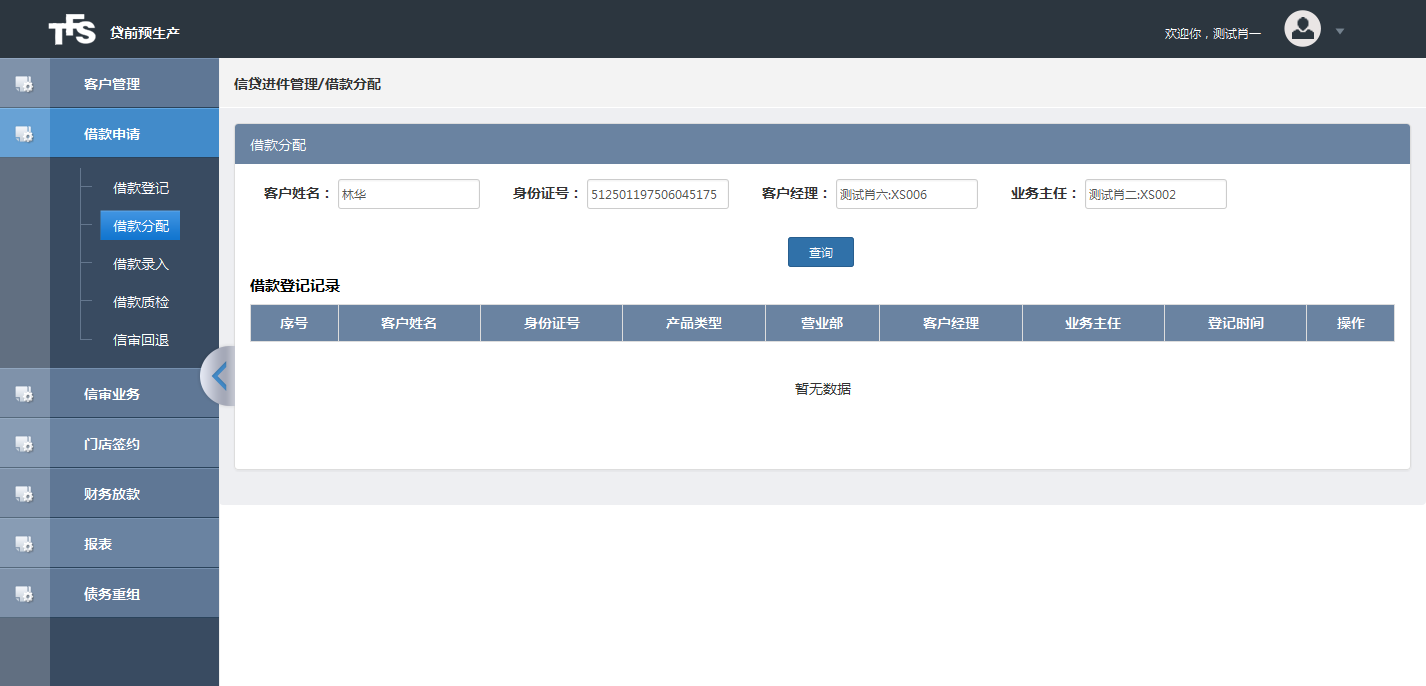 TFS 贷前预生产
欢迎你，测试肖一
客户管理
借款申请
借款登记
借款分配
借款录入
借款质检
信审回退
信审业务
门店签约
财务放款
报表
债务重组
信贷进件管理/借款分配
借款分配
客户姓名： 林华 身份证号： 512501197506045175 客户经理： 测试肖六:XS006 业务主任： 测试肖二:XS002
查询
借款登记记录
序号 客户姓名 身份证号 产品类型 营业部 客户经理 业务主任 登记时间 操作
暂无数据